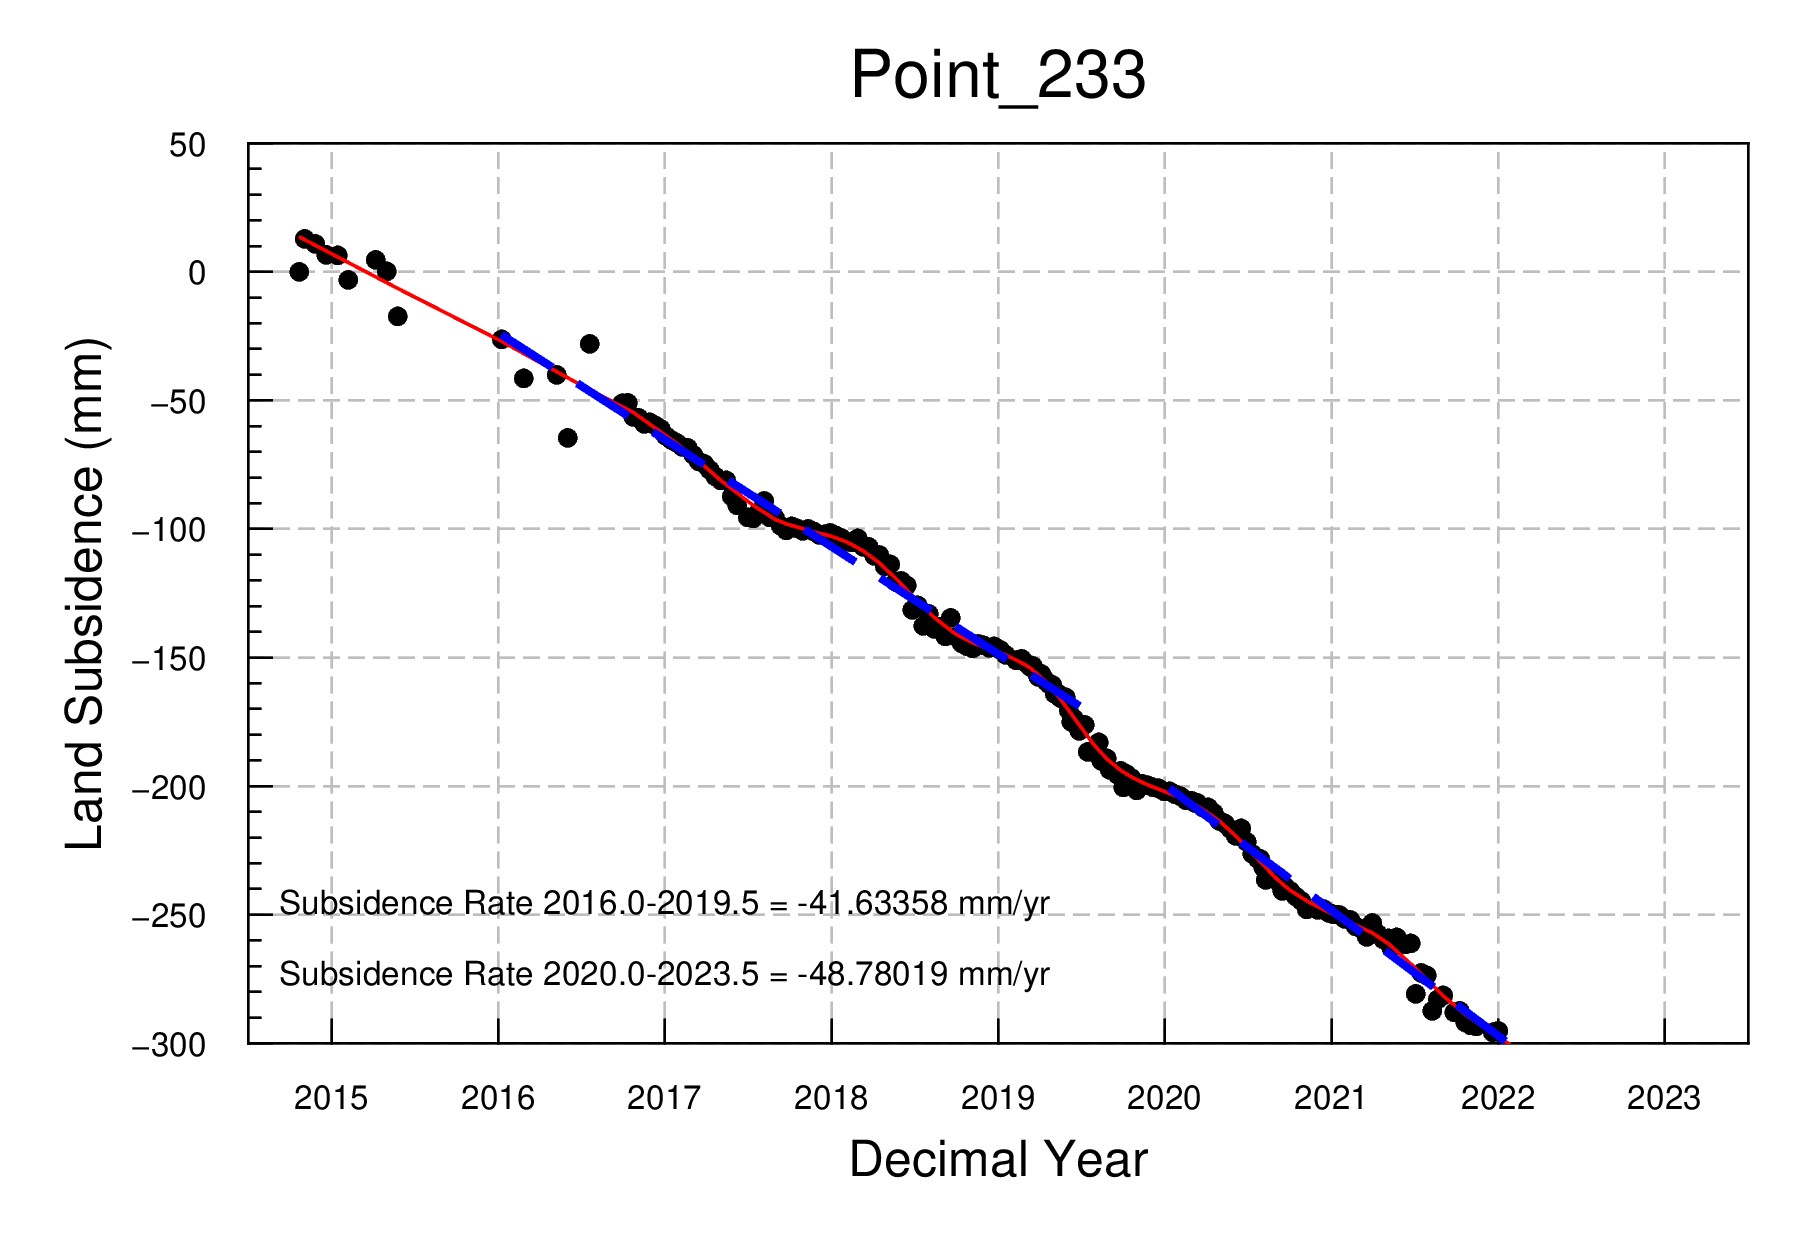 Point_233
50
0
−50
−100
−150
−200
−250
−300
Land Subsidence (mm)
Subsidence Rate 2016.0-2019.5 = -41.63358 mm/yr
Subsidence Rate 2020.0-2023.5 = -48.78019 mm/yr
2015 2016 2017 2018 2019 2020 2021 2022 2023
Decimal Year